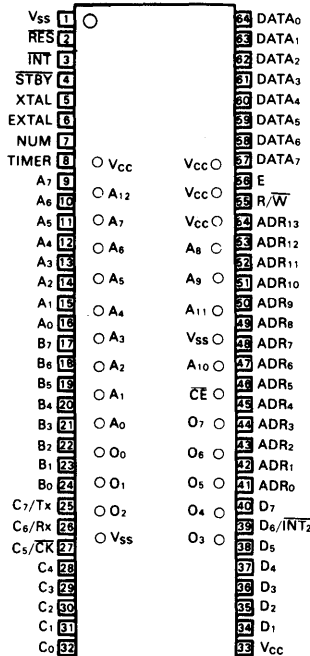 VSS 1
R̅E̅S̅ 2
I̅N̅T̅ 3
S̅T̅B̅Y̅ 4
XTAL 5
EXTAL 6
NUM 7
TIMER 8
A7 9
A6 10
A5 11
A4 12
A3 13
A2 14
A1 15
A0 16
B7 17
B6 18
B5 19
B4 20
B3 21
B2 22
B1 23
B0 24
C7/Tx 25
C6/Rx 26
C5/C̅K̅ 27
C4 28
C3 29
C2 30
C1 31
C0 32
VCC
A12
A7
A6
A5
A4
A3
A2
A1
A0
O0
O1
O2
VSS
VCC
VCC
VCC
A8
A9
A11
VSS
A10
C̅E̅
O7
O6
O5
O4
O3
64 DATA0
63 DATA1
62 DATA2
61 DATA3
60 DATA4
59 DATA5
58 DATA6
57 DATA7
56 E
55 R/W̅
54 ADR13
53 ADR12
52 ADR11
51 ADR10
50 ADR9
49 ADR8
48 ADR7
47 ADR6
46 ADR5
45 ADR4
44 ADR3
43 ADR2
42 ADR1
41 ADR0
40 D7
39 D6/I̅N̅T̅2̅
38 D5
37 D4
36 D3
35 D2
34 D1
33 VCC